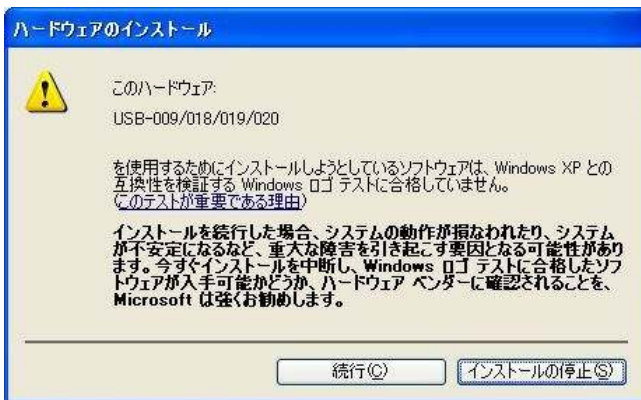 ハードウェアのインストール
このハードウェア:
USB-009/018/019/020
を使用するためにインストールしようとしているソフトウェアは、Windows XP との
互換性を検証する Windows ロゴ テストに合格していません。
(このテストが重要である理由)
インストールを続行した場合、システムの動作が損なわれたり、システム
が不安定になるなど、重大な障害を引き起こす要因となる可能性があり
ます。今すぐインストールを中断し、Windows ロゴ テストに合格したソフ
トウェアが入手可能かどうか、ハードウェア ベンダーに確認されることを、
Microsoft は強くお勧めします。
続行(C)
インストールの停止(S)